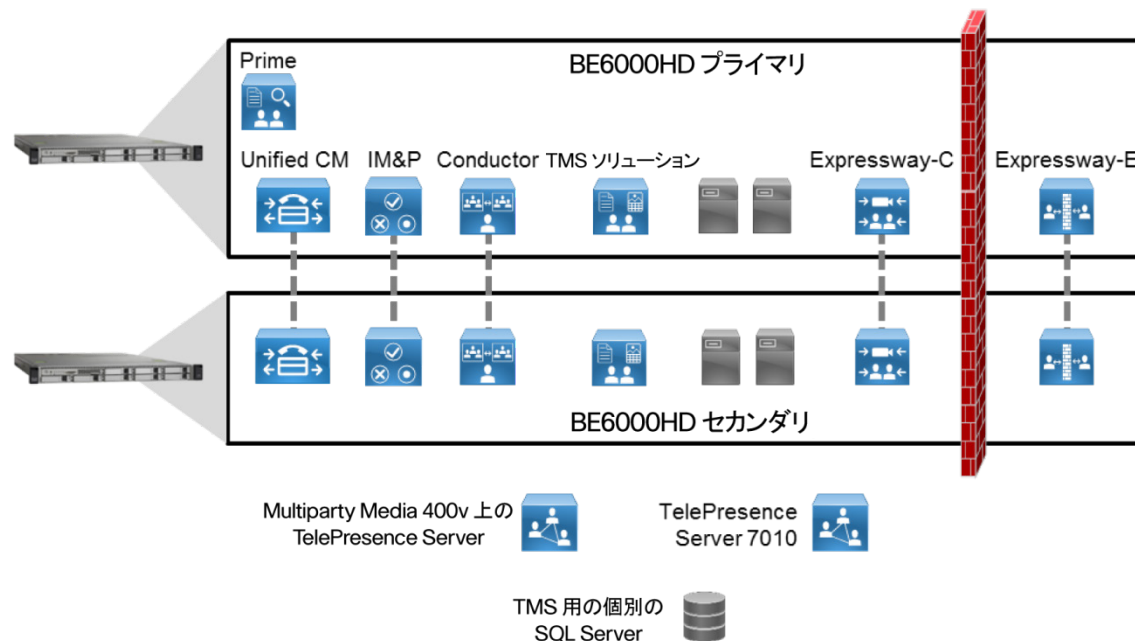 BE6000HD プライマリ
Prime
Unified CM
IM&P
Conductor
TMS ソリューション
Expressway-C
Expressway-E
BE6000HD セカンダリ
Multiparty Media 400v 上の
TelePresence Server
TelePresence
Server 7010
TMS 用の個別の
SQL Server